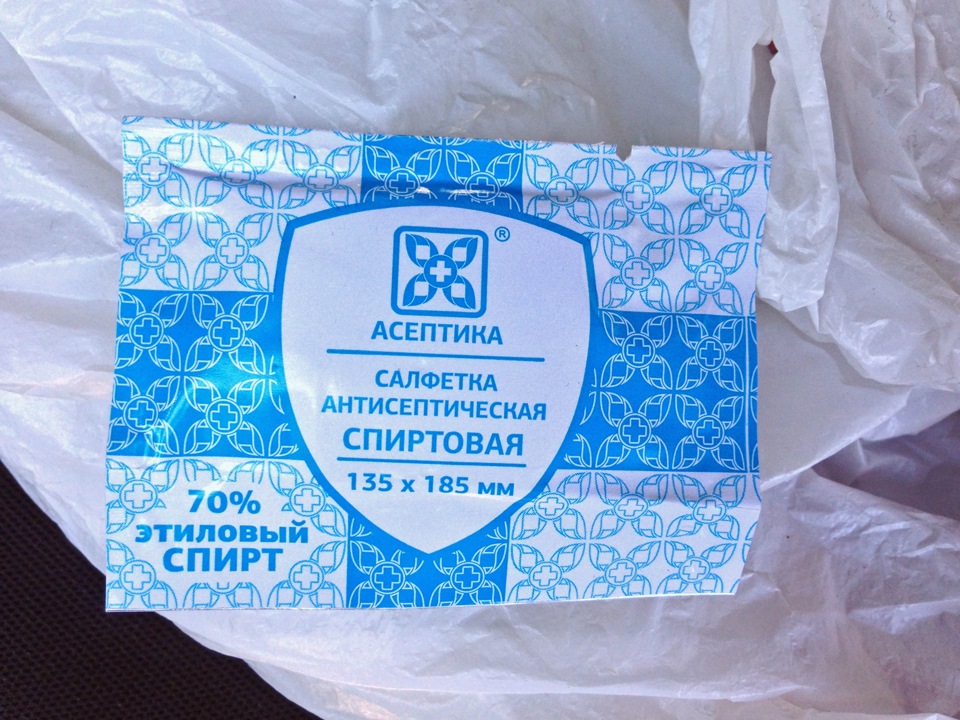 ®
АСЕПТИКА
САЛФЕТКА
АНТИСЕПТИЧЕСКАЯ
СПИРТОВАЯ
135 х 185 мм
70%
этиловый
СПИРТ